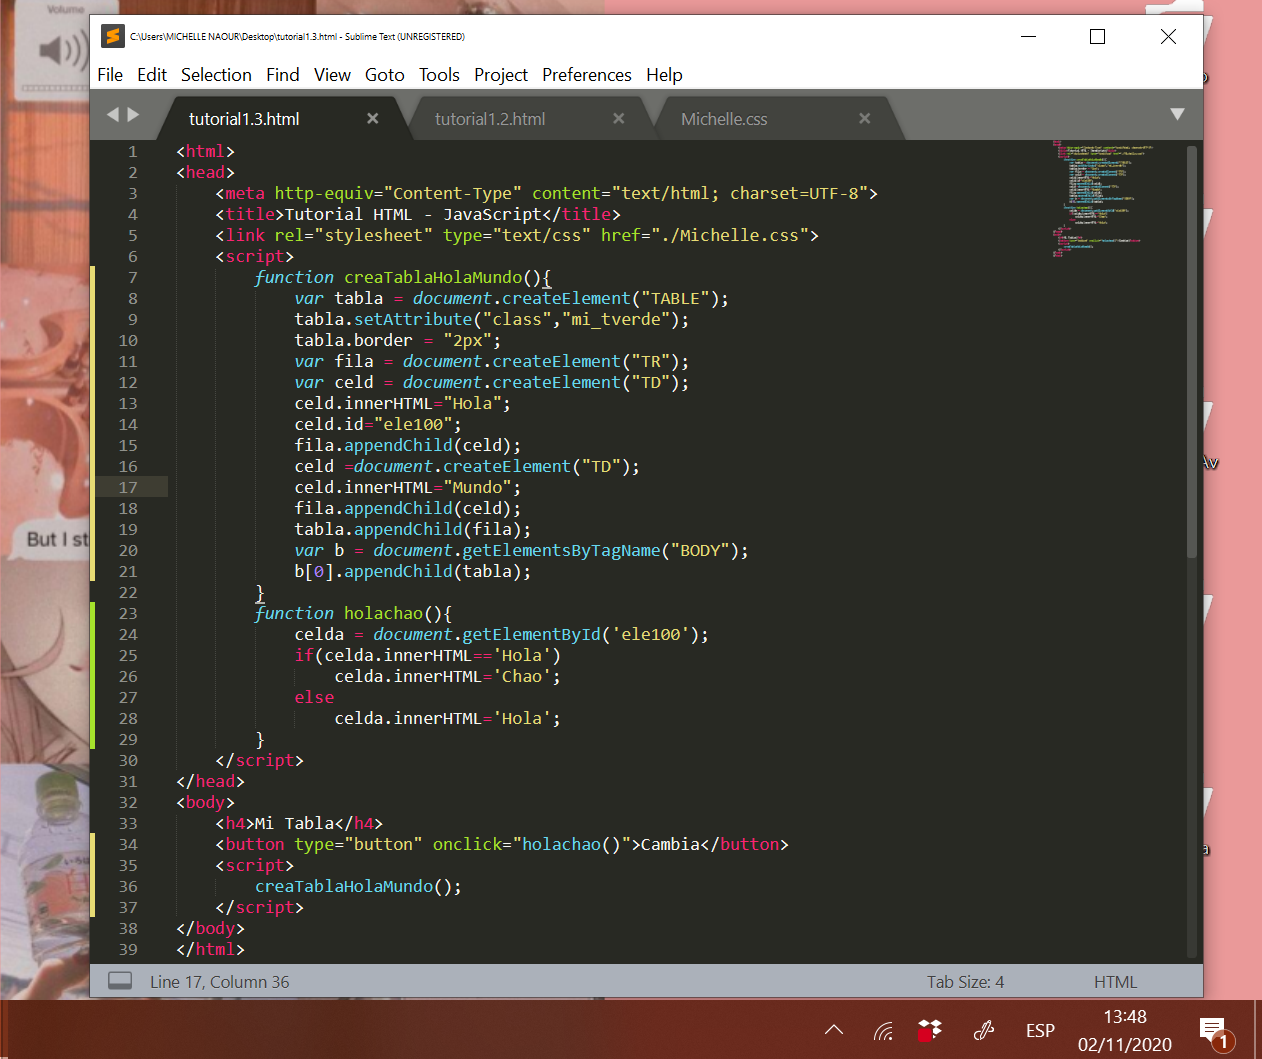 Volume
C:\Users\MICHELLE NAOUR\Desktop\tutorial1.3.html - Sublime Text (UNREGISTERED)
File Edit Selection Find View Goto Tools Project Preferences Help
tutorial1.3.html tutorial1.2.html Michelle.css
1 <html>
2 <head>
3 <meta http-equiv="Content-Type" content="text/html; charset=UTF-8">
4 <title>Tutorial HTML - JavaScript</title>
5 <link rel="stylesheet" type="text/css" href="./Michelle.css">
6 <script>
7 function creaTablaHolaMundo(){
8 var tabla = document.createElement("TABLE");
9 tabla.setAttribute("class","mi_tverde");
10 tabla.border = "2px";
11 var fila = document.createElement("TR");
12 var celd = document.createElement("TD");
13 celd.innerHTML="Hola";
14 celd.id="ele100";
15 fila.appendChild(celd);
16 celd =document.createElement("TD");
17 celd.innerHTML="Mundo";
18 fila.appendChild(celd);
19 tabla.appendChild(fila);
20 var b = document.getElementsByTagName("BODY");
21 b[0].appendChild(tabla);
22 }
23 function holachao(){
24 celda = document.getElementById('ele100');
25 if(celda.innerHTML=='Hola')
26 celda.innerHTML='Chao';
27 else
28 celda.innerHTML='Hola';
29 }
30 </script>
31 </head>
32 <body>
33 <h4>Mi Tabla</h4>
34 <button type="button" onclick="holachao()">Cambia</button>
35 <script>
36 creaTablaHolaMundo();
37 </script>
38 </body>
39 </html>
But I st
Av
a
Line 17, Column 36 Tab Size: 4 HTML
ESP 13:48
02/11/2020
1